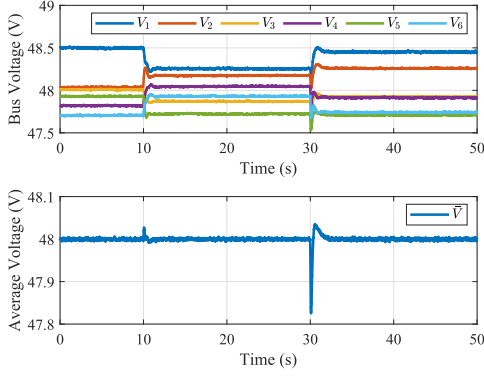 49
48.5
48
47.5
V₁ V₂ V₃ V₄ V₅ V₆
Bus Voltage (V)
0 10 20 30 40 50
Time (s)
48.1
48
47.9
47.8
V̄
Average Voltage (V)
0 10 20 30 40 50
Time (s)